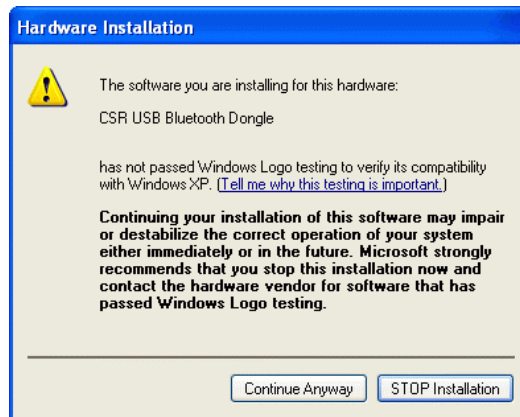 Hardware Installation
The software you are installing for this hardware:
CSR USB Bluetooth Dongle
has not passed Windows Logo testing to verify its compatibility
with Windows XP. (Tell me why this testing is important.)
Continuing your installation of this software may impair
or destabilize the correct operation of your system
either immediately or in the future. Microsoft strongly
recommends that you stop this installation now and
contact the hardware vendor for software that has
passed Windows Logo testing.
Continue Anyway
STOP Installation